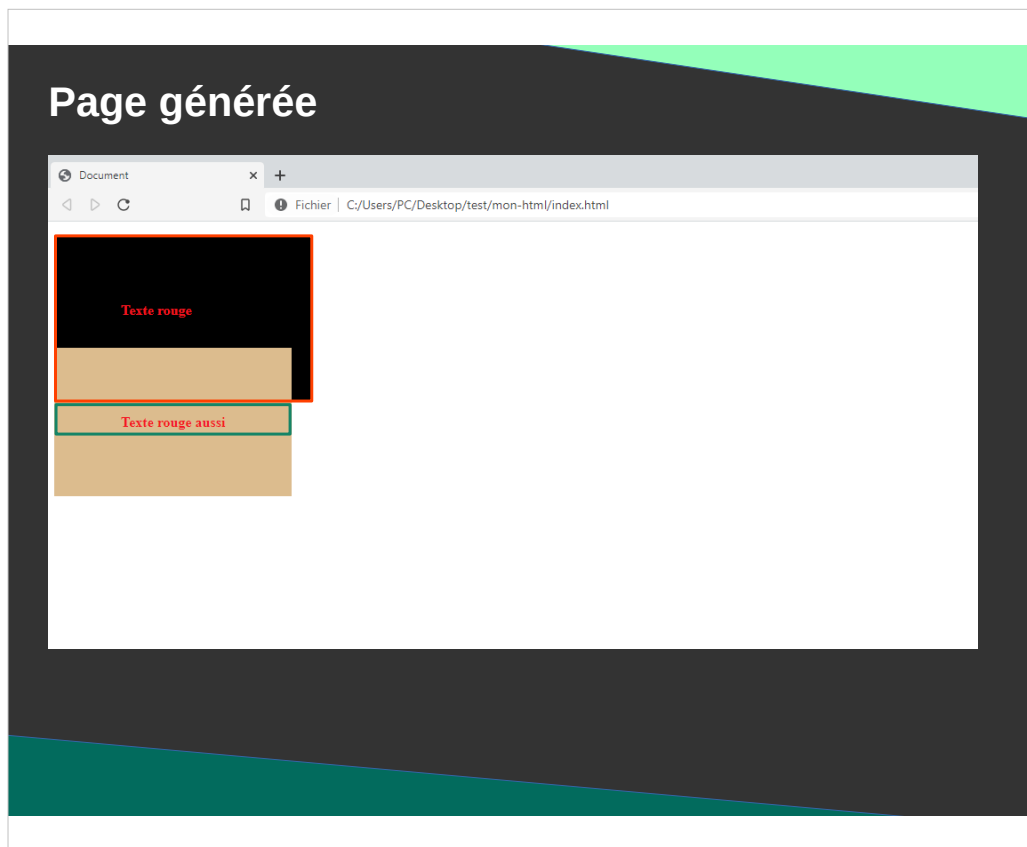 Page générée
Document
Fichier C:/Users/PC/Desktop/test/mon-html/index.html
Texte rouge
Texte rouge aussi